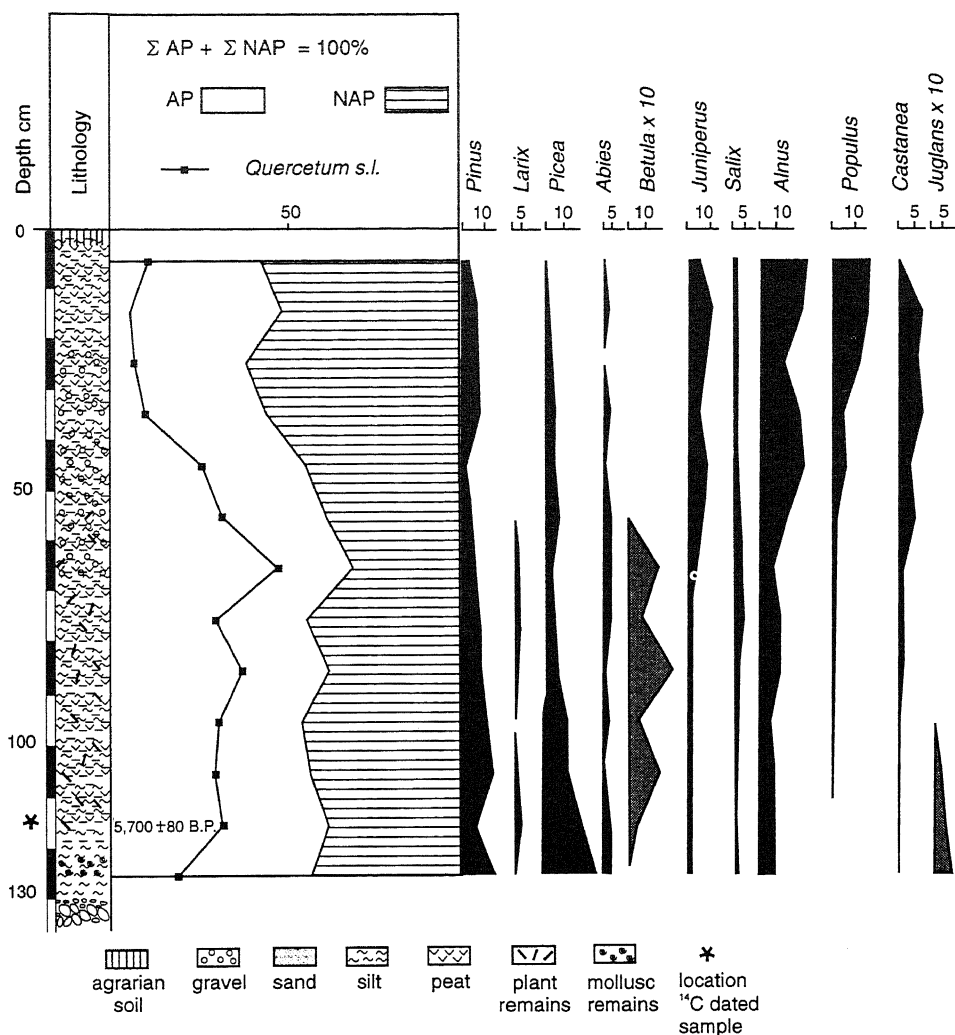 Σ AP + Σ NAP = 100%
AP NAP
Quercetum s.l.
50
Depth cm
Lithology
Pinus
Larix
Picea
Abies
Betula x 10
Juniperus
Salix
Alnus
Populus
Castanea
Juglans x 10
10 5 10 5 10 10 5 10 10 5 5
0
50
100
130
5,700 ±80 B.P.
agrarian soil
gravel
sand
silt
peat
plant remains
mollusc remains
location ¹⁴C dated sample